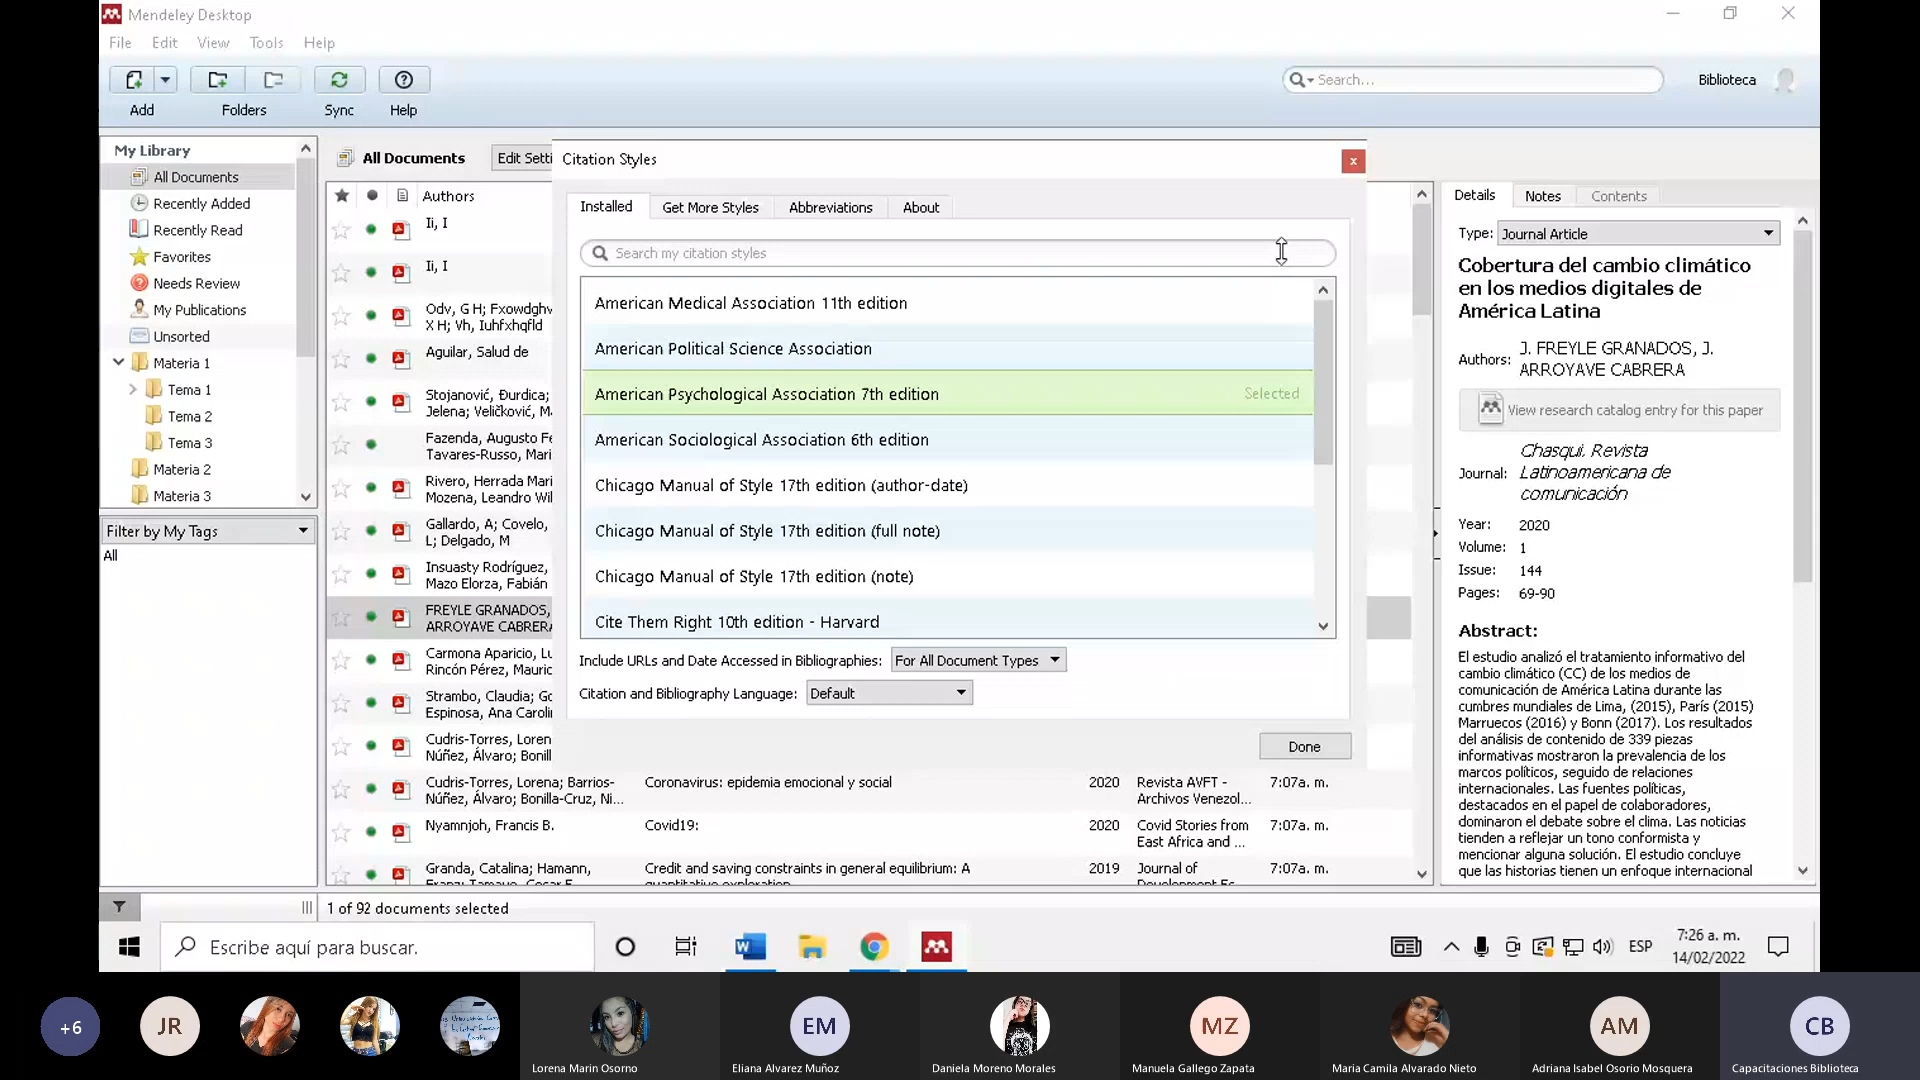 Mendeley Desktop
File Edit View Tools Help
Add Folders Sync Help
Search...
Biblioteca
My Library
All Documents
Recently Added
Recently Read
Favorites
Needs Review
My Publications
Unsorted
Materia 1
Tema 1
Tema 2
Tema 3
Materia 2
Materia 3
Filter by My Tags
All
All Documents
Edit Setti
Authors
Ii, I
Ii, I
Odv, G H; Fxowdghv
X H; Vh, Iuhfxhqfld
Aguilar, Salud de
Stojanović, Đurdica;
Jelena; Veličković, M.
Fazenda, Augusto Fe
Tavares-Russo, Mari
Rivero, Herrada Mari
Mozena, Leandro Wil
Gallardo, A; Covelo,
L; Delgado, M
Insuasty Rodríguez,
Mazo Elorza, Fabián
FREYLE GRANADOS,
ARROYAVE CABRERA
Carmona Aparicio, Lu
Rincón Pérez, Mauric
Strambo, Claudia; Go
Espinosa, Ana Caroli
Cudris-Torres, Loren
Núñez, Álvaro; Bonill
Cudris-Torres, Lorena; Barrios-
Núñez, Álvaro; Bonilla-Cruz, Ni...
Coronavirus: epidemia emocional y social
2020
Revista AVFT -
Archivos Venezol...
7:07a. m.
Nyamnjoh, Francis B.
Covid19:
2020
Covid Stories from
East Africa and ...
7:07a. m.
Granda, Catalina; Hamann,
Franz; Tamayo, Cesar E.
Credit and saving constraints in general equilibrium: A
quantitative exploration
2019
Journal of
Development Ec...
7:07a. m.
Citation Styles
x
Installed Get More Styles Abbreviations About
Search my citation styles
American Medical Association 11th edition
American Political Science Association
American Psychological Association 7th edition Selected
American Sociological Association 6th edition
Chicago Manual of Style 17th edition (author-date)
Chicago Manual of Style 17th edition (full note)
Chicago Manual of Style 17th edition (note)
Cite Them Right 10th edition - Harvard
Include URLs and Date Accessed in Bibliographies: For All Document Types
Citation and Bibliography Language: Default
Done
Details Notes Contents
Type: Journal Article
Cobertura del cambio climático
en los medios digitales de
América Latina
Authors: J. FREYLE GRANADOS, J.
ARROYAVE CABRERA
View research catalog entry for this paper
Journal: Chasqui. Revista
Latinoamericana de
comunicación
Year: 2020
Volume: 1
Issue: 144
Pages: 69-90
Abstract:
El estudio analizó el tratamiento informativo del
cambio climático (CC) de los medios de
comunicación de América Latina durante las
cumbres mundiales de Lima, (2015), París (2015)
Marruecos (2016) y Bonn (2017). Los resultados
del análisis de contenido de 339 piezas
informativas mostraron la prevalencia de los
marcos políticos, seguido de relaciones
internacionales. Las fuentes políticas,
destacados en el papel de colaboradores,
dominaron el debate sobre el clima. Las noticias
tienden a reflejar un tono conformista y
mencionar alguna solución. El estudio concluye
que las historias tienen un enfoque internacional
1 of 92 documents selected
Escribe aquí para buscar.
ESP
7:26 a. m.
14/02/2022
+6
JR
EM
MZ
AM
CB
Lorena Marin Osorno
Eliana Alvarez Muñoz
Daniela Moreno Morales
Manuela Gallego Zapata
Maria Camila Alvarado Nieto
Adriana Isabel Osorio Mosquera
Capacitaciones Biblioteca